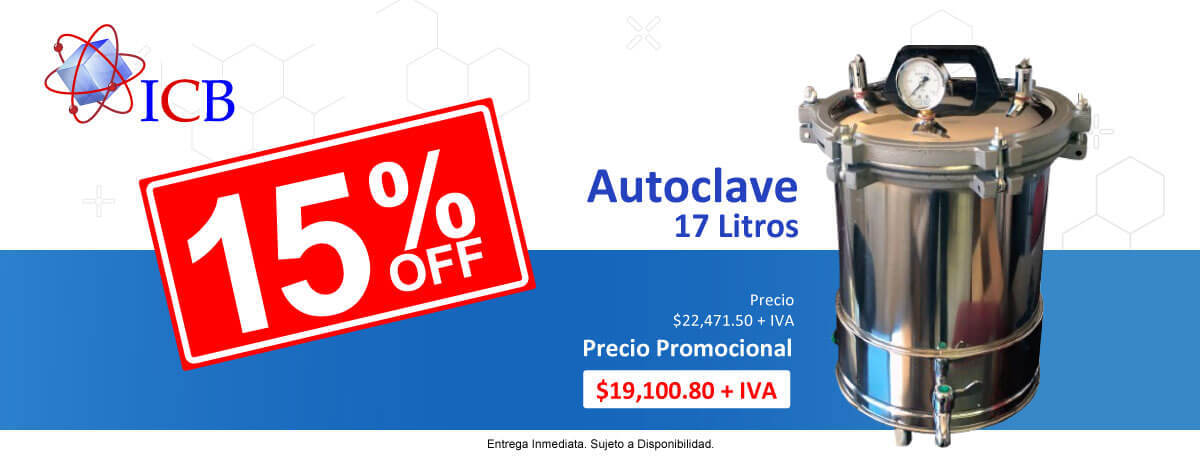 ICB
15%
OFF
Autoclave
17 Litros
Precio
$22,471.50 + IVA
Precio Promocional
$19,100.80 + IVA
Entrega Inmediata. Sujeto a Disponibilidad.